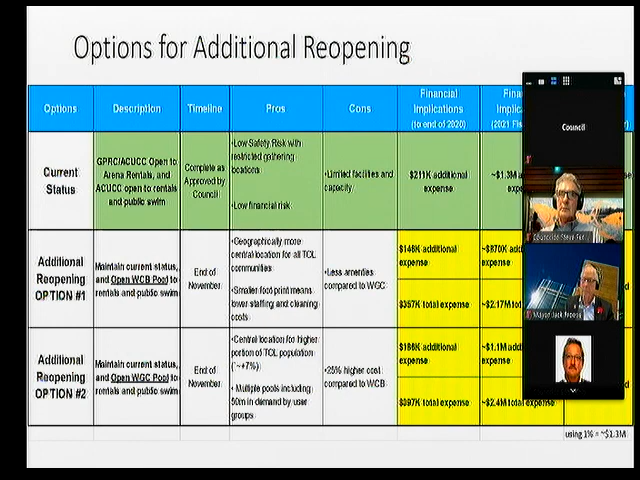 Options for Additional Reopening
Options
Description
Timeline
Pros
Cons
Financial
Implications
(to end of 2020)
Current
Status
GPRC/ACUCC Open to
Arena Rentals, and
ACUCC open to rentals
and public swim
Complete as
Approved by
Council
•Low Safety Risk with
restricted gathering
locations
•Low financial risk.
•Limited facilities and
capacity.
$211K additional
expense
~$1.3M
Additional
Reopening
OPTION #1
Maintain current status,
and Open WCB Pool to
rentals and public swim
End of
November
•Geographically more
central location for all TCL
communities
•Smaller foot print means
lower staffing and cleaning
costs
•Less amenities
compared to WGC
$146K additional
expense
$357K total expense
~$870K
expense
~$2.17M
Additional
Reopening
OPTION #2
Maintain current status,
and Open WGC Pool to
rentals and public swim
End of
November
•Central location for higher
portion of TCL population
(~+7%)
• Multiple pools including
50m in demand by user
groups
•25% higher cost
compared to WCB
$186K additional
expense
$397K total expense
~$1.1M
expense
~$2.4M total expense
using 1% = ~$1.3M
Council
Councillor Steve
Mayor Jack Froese